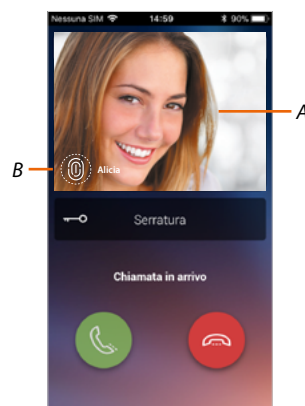 Nessuna SIM 14:59 90%
A
B
Alicia
Serratura
Chiamata in arrivo